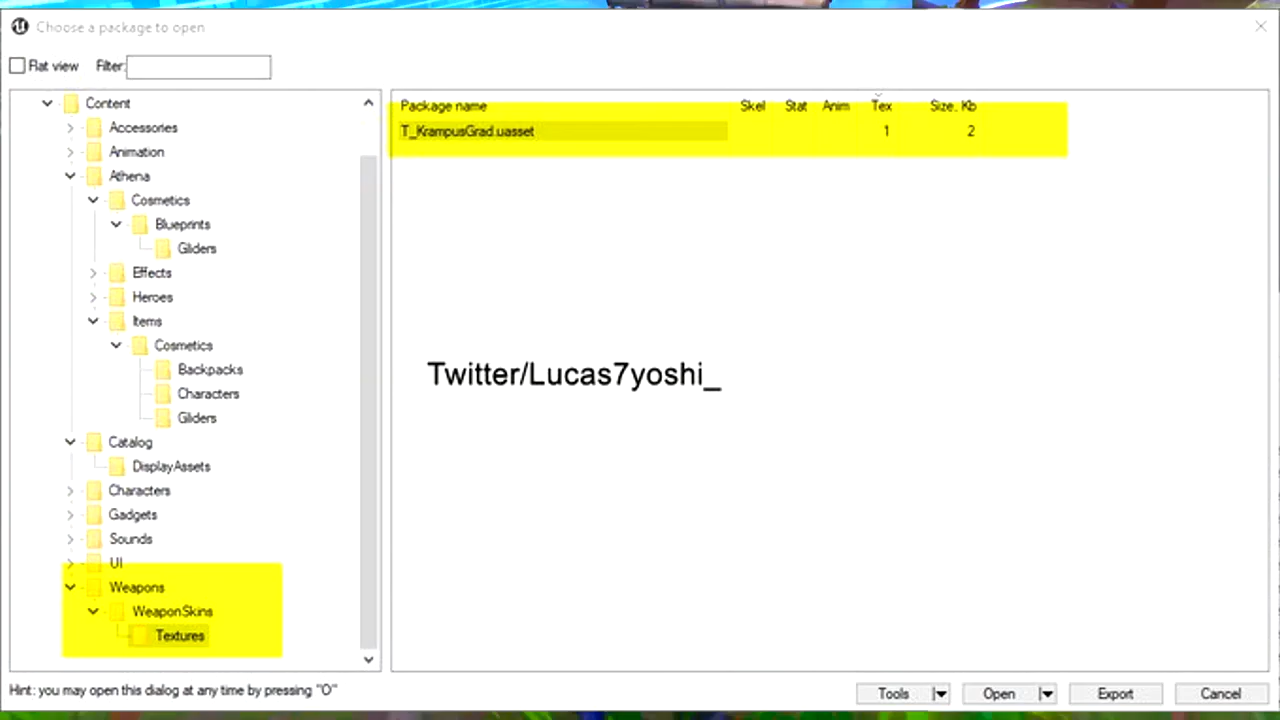 Choose a package to open
Flat view Filter:
Content
Accessories
Animation
Athena
Cosmetics
Blueprints
Gliders
Effects
Heroes
Items
Cosmetics
Backpacks
Characters
Gliders
Catalog
DisplayAssets
Characters
Gadgets
Sounds
UI
Weapons
WeaponSkins
Textures
Package name Skel Stat Anim Tex Size, Kb
T_KrampusGrad.uasset 1 2
Twitter/Lucas7yoshi_
Hint: you may open this dialog at any time by pressing "O"
Tools Open Export Cancel